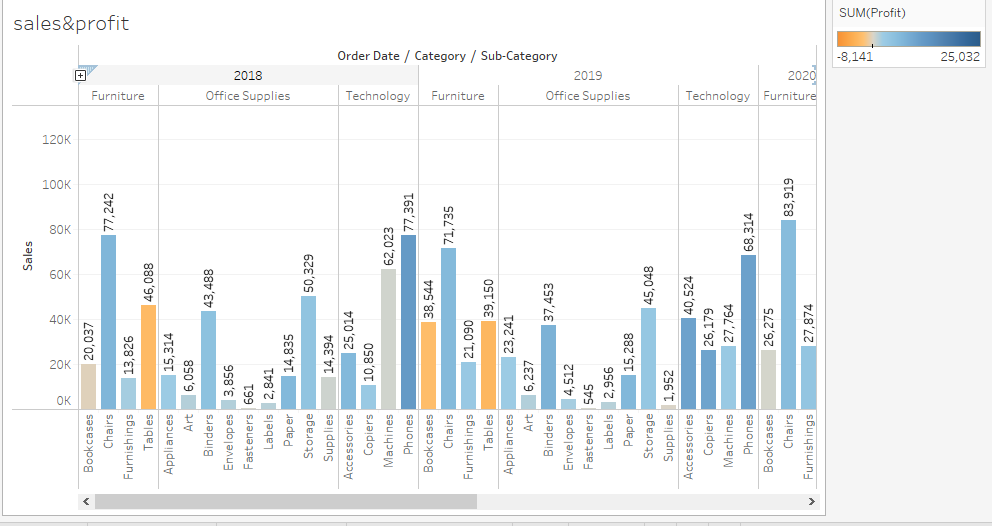 sales&profit
SUM(Profit)
-8,141 25,032
Order Date / Category / Sub-Category
2018 2019 2020
Furniture Office Supplies Technology Furniture Office Supplies Technology Furniture
Sales
120K
100K
80K
60K
40K
20K
0K
20,037 77,242 13,826 46,088 15,314 6,058 43,488 3,856 661 2,841 14,835 50,329 14,394 25,014 10,850 62,023 77,391 38,544 71,735 21,090 39,150 23,241 6,237 37,453 4,512 545 2,956 15,288 45,048 1,952 40,524 26,179 27,764 68,314 26,275 83,919 27,874
Bookcases Chairs Furnishings Tables Appliances Art Binders Envelopes Fasteners Labels Paper Storage Supplies Accessories Copiers Machines Phones Bookcases Chairs Furnishings Tables Appliances Art Binders Envelopes Fasteners Labels Paper Storage Supplies Accessories Copiers Machines Phones Bookcases Chairs Furnishings